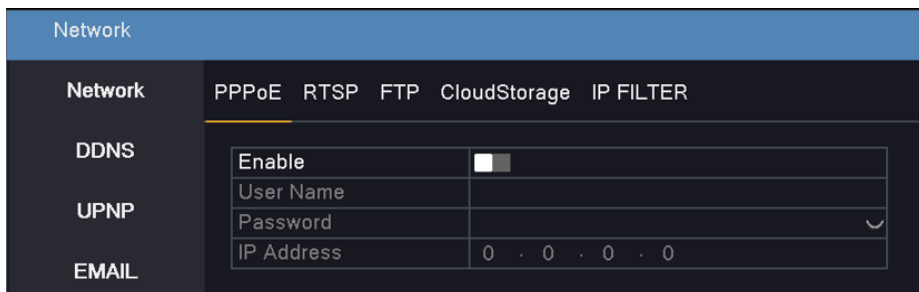 Network
Network
PPPoE RTSP FTP CloudStorage IP FILTER
DDNS
Enable
User Name
UPNP
Password
IP Address 0 . 0 . 0 . 0
EMAIL